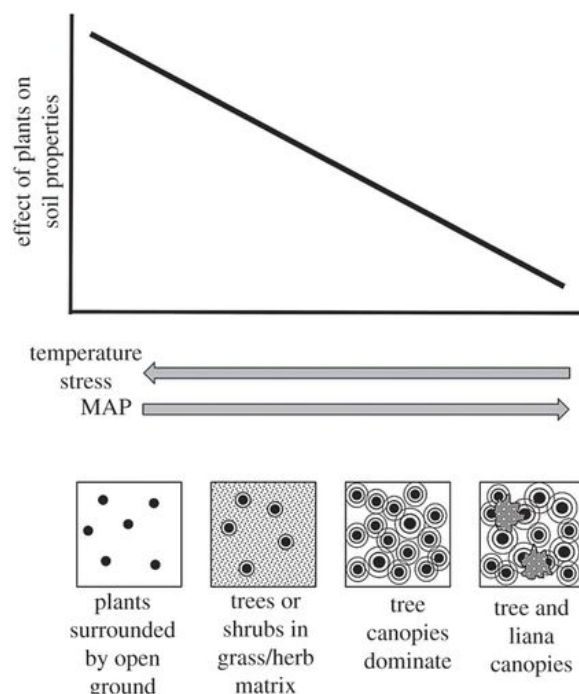 effect of plants on
soil properties
temperature
stress
MAP
plants
surrounded
by open
ground
trees or
shrubs in
grass/herb
matrix
tree
canopies
dominate
tree and
liana
canopies